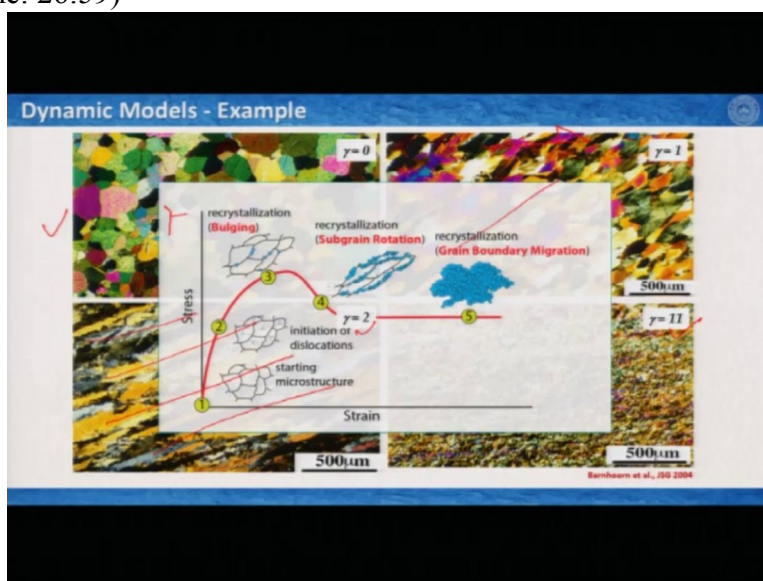 Dynamic Models - Example
γ= 0
γ= 1
recrystallization
(Bulging)
recrystallization
(Subgrain Rotation)
recrystallization
(Grain Boundary Migration)
500µm
Stress
3
4
2
γ= 2
5
γ= 11
initiation of
dislocations
starting
microstructure
1
Strain
500µm
500µm
Barnhoorn et al., JSG 2004